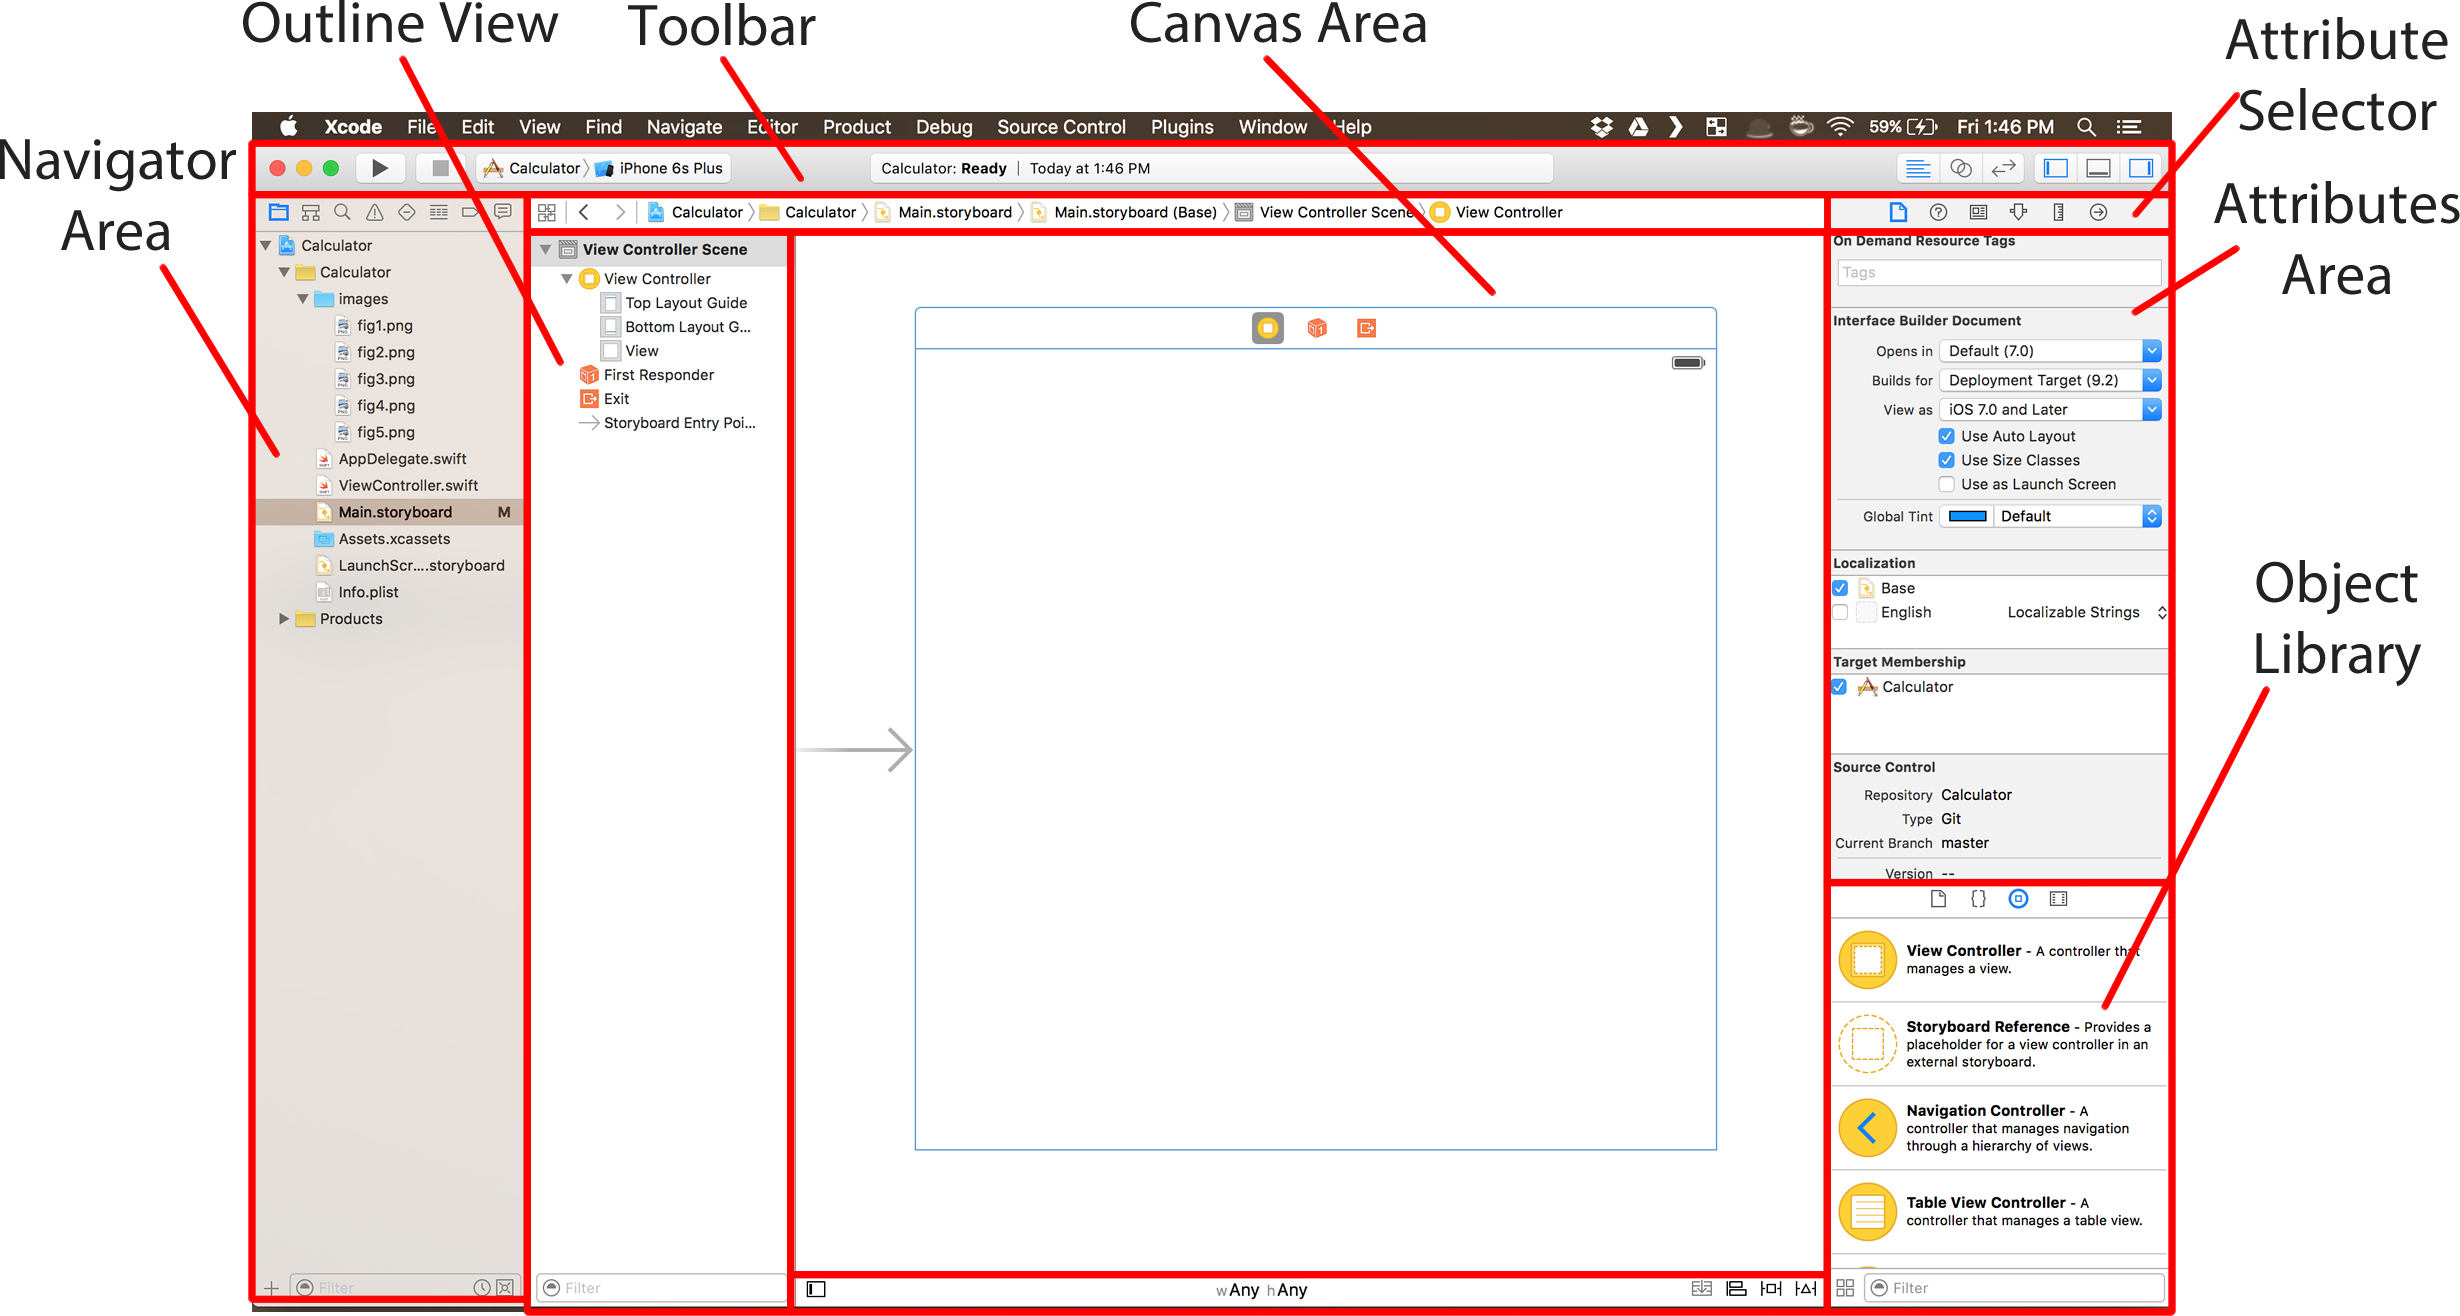 Outline View
Toolbar
Canvas Area
Attribute
Selector
Navigator
Area
Attributes
Area
Object
Library
Xcode File Edit View Find Navigate Editor Product Debug Source Control Plugins Window Help
59% Fri 1:46 PM
Calculator iPhone 6s Plus
Calculator: Ready | Today at 1:46 PM
Calculator Calculator Main.storyboard Main.storyboard (Base) View Controller Scene View Controller
Calculator
Calculator
images
fig1.png
fig2.png
fig3.png
fig4.png
fig5.png
AppDelegate.swift
ViewController.swift
Main.storyboard M
Assets.xcassets
LaunchScr....storyboard
Info.plist
Products
Filter
View Controller Scene
View Controller
Top Layout Guide
Bottom Layout G...
View
First Responder
Exit
Storyboard Entry Poi...
Filter
wAny hAny
On Demand Resource Tags
Tags
Interface Builder Document
Opens in Default (7.0)
Builds for Deployment Target (9.2)
View as iOS 7.0 and Later
Use Auto Layout
Use Size Classes
Use as Launch Screen
Global Tint Default
Localization
Base
English Localizable Strings
Target Membership
Calculator
Source Control
Repository Calculator
Type Git
Current Branch master
Version --
{}
View Controller - A controller that
manages a view.
Storyboard Reference - Provides a
placeholder for a view controller in an
external storyboard.
Navigation Controller - A
controller that manages navigation
through a hierarchy of views.
Table View Controller - A
controller that manages a table view.
Filter